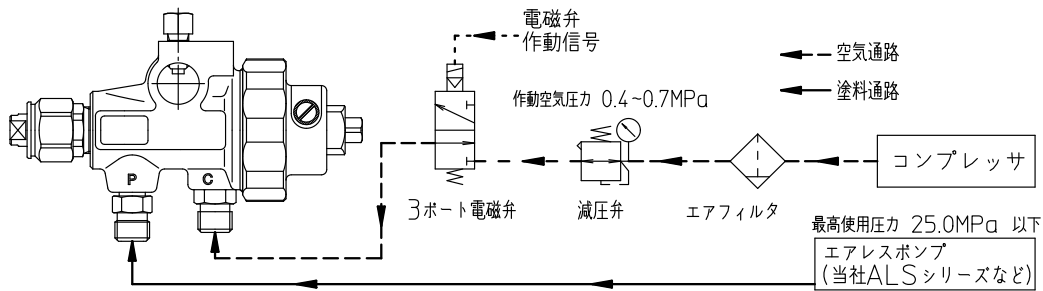 電磁弁
作動信号
空気通路
塗料通路
作動空気圧力 0.4~0.7MPa
コンプレッサ
P
C
3ポート電磁弁
減圧弁
エアフィルタ
最高使用圧力 25.0MPa 以下
エアレスポンプ
(当社ALSシリーズなど)